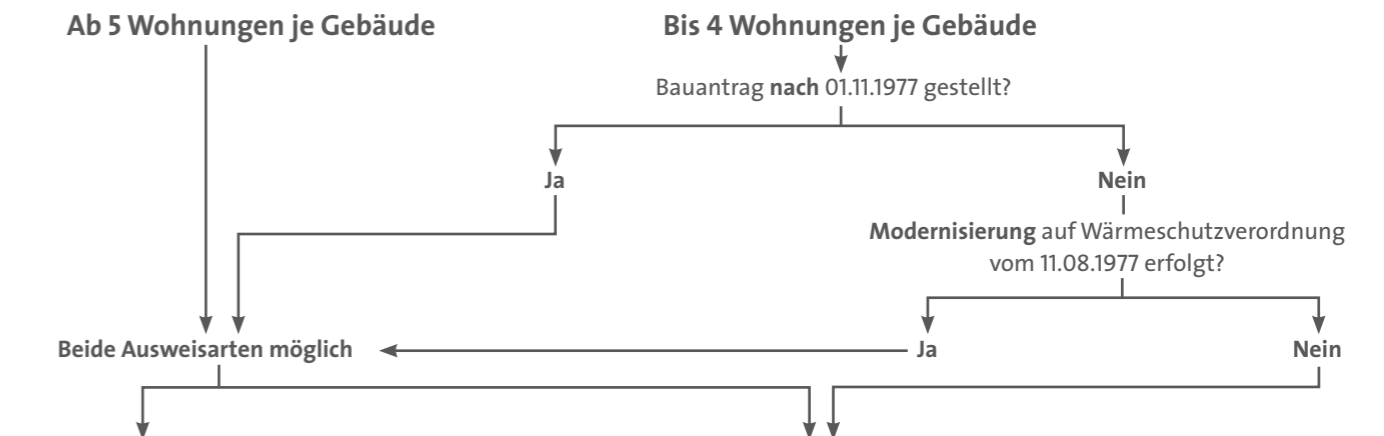 Ab 5 Wohnungen je Gebäude
Bis 4 Wohnungen je Gebäude
Bauantrag nach 01.11.1977 gestellt?
Ja
Nein
Modernisierung auf Wärmeschutzverordnung
vom 11.08.1977 erfolgt?
Beide Ausweisarten möglich
Ja
Nein